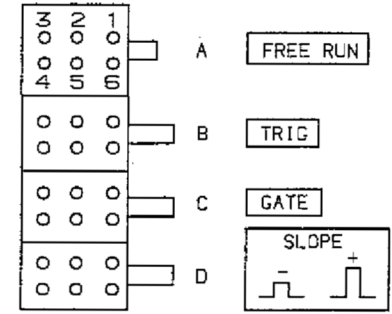 3 2 1
A FREE RUN
4 5 6
B TRIG
C GATE
SLOPE
D - +